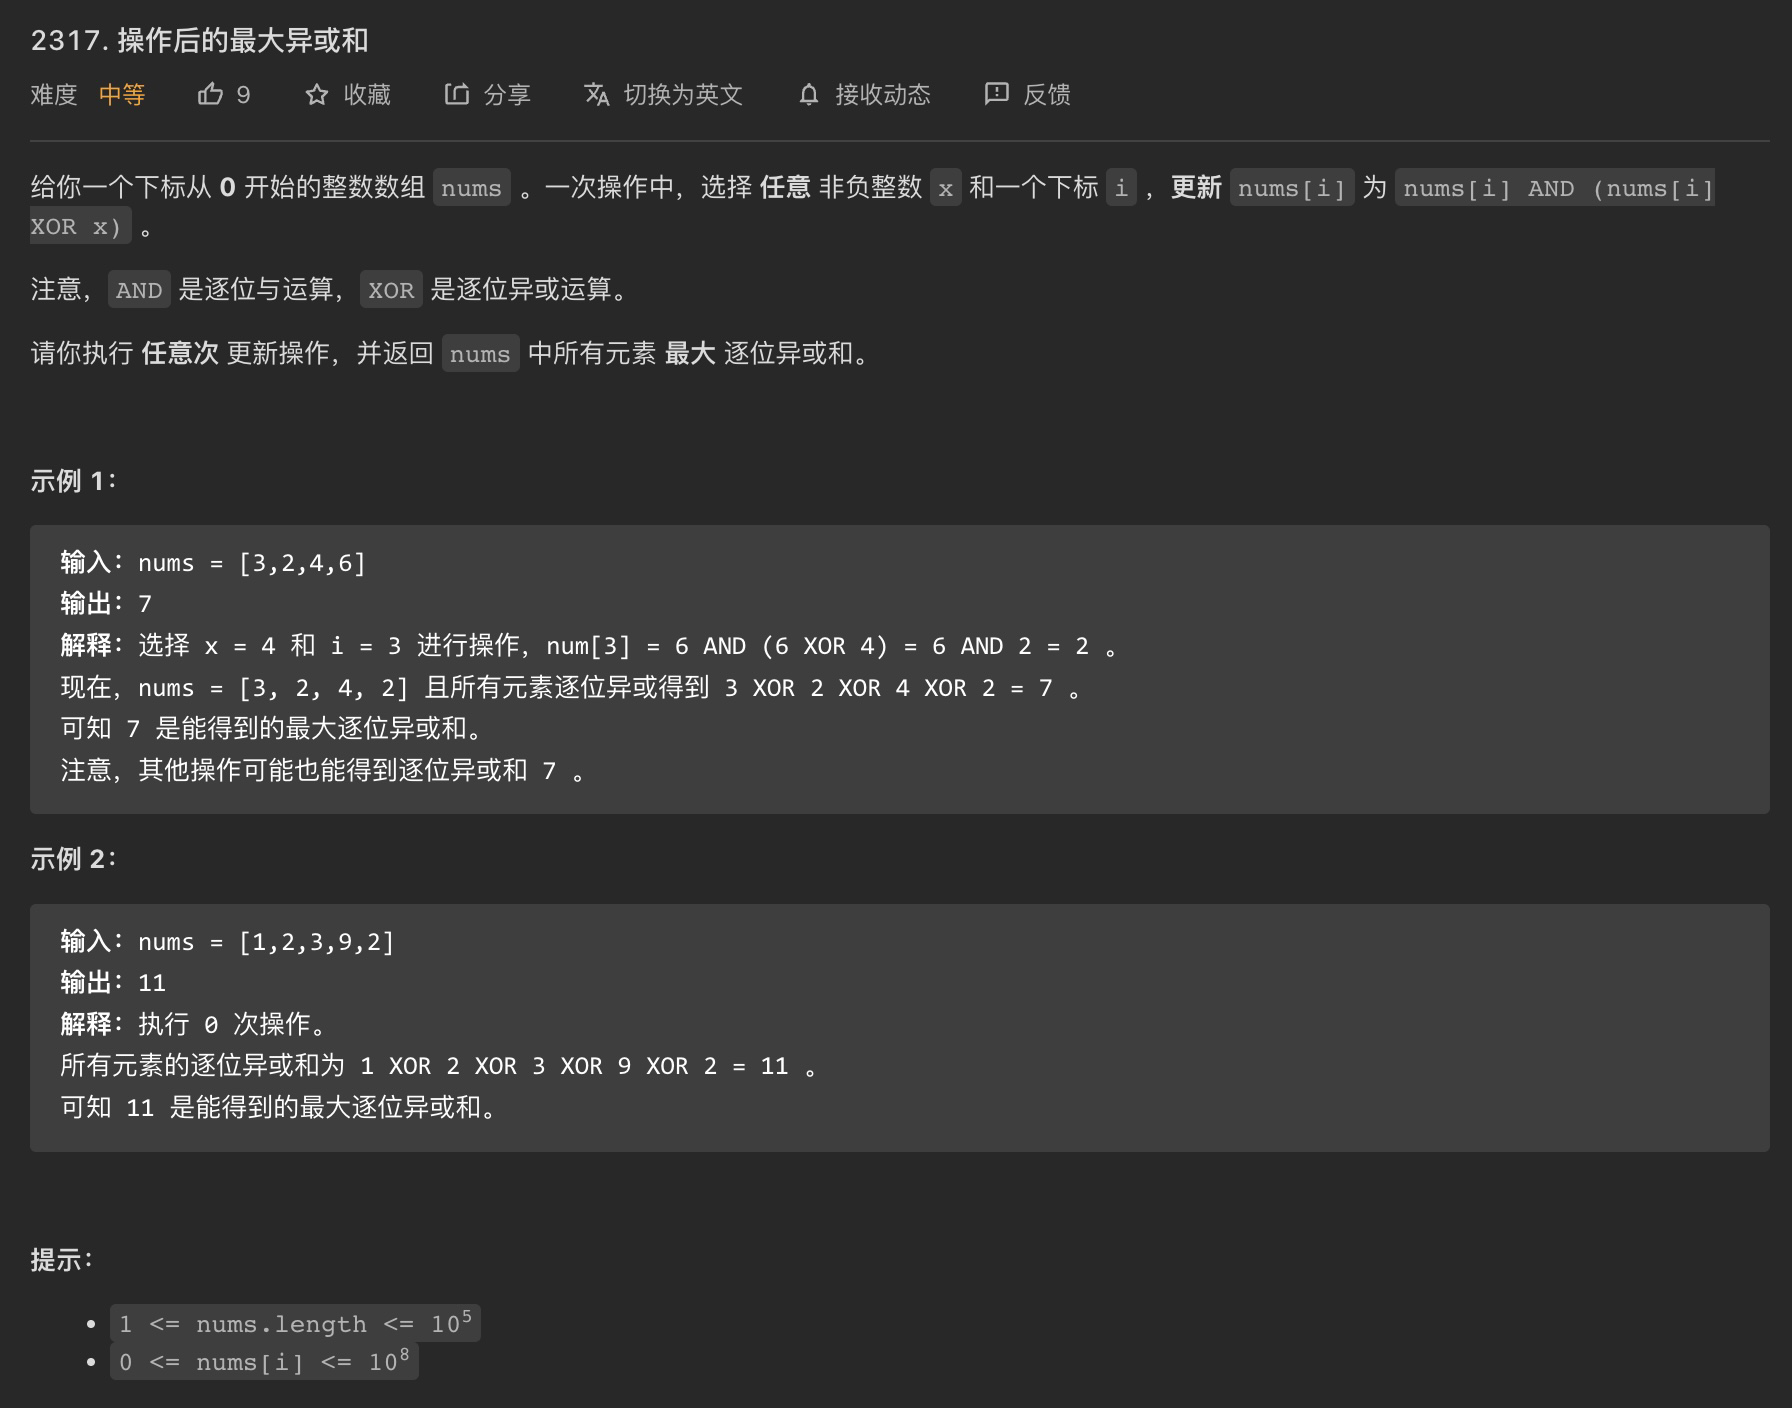 2317. 操作后的最大异或和
难度 中等 9 收藏 分享 切换为英文 接收动态 反馈
给你一个下标从 0 开始的整数数组 nums 。一次操作中，选择 任意 非负整数 x 和一个下标 i ，更新 nums[i] 为 nums[i] AND (nums[i]
XOR x) 。
注意，AND 是逐位与运算，XOR 是逐位异或运算。
请你执行 任意次 更新操作，并返回 nums 中所有元素 最大 逐位异或和。
示例 1：
输入：nums = [3,2,4,6]
输出：7
解释：选择 x = 4 和 i = 3 进行操作，num[3] = 6 AND (6 XOR 4) = 6 AND 2 = 2 。
现在，nums = [3, 2, 4, 2] 且所有元素逐位异或得到 3 XOR 2 XOR 4 XOR 2 = 7 。
可知 7 是能得到的最大逐位异或和。
注意，其他操作可能也能得到逐位异或和 7 。
示例 2：
输入：nums = [1,2,3,9,2]
输出：11
解释：执行 0 次操作。
所有元素的逐位异或和为 1 XOR 2 XOR 3 XOR 9 XOR 2 = 11 。
可知 11 是能得到的最大逐位异或和。
提示：
• 1 <= nums.length <= 10⁵
• 0 <= nums[i] <= 10⁸